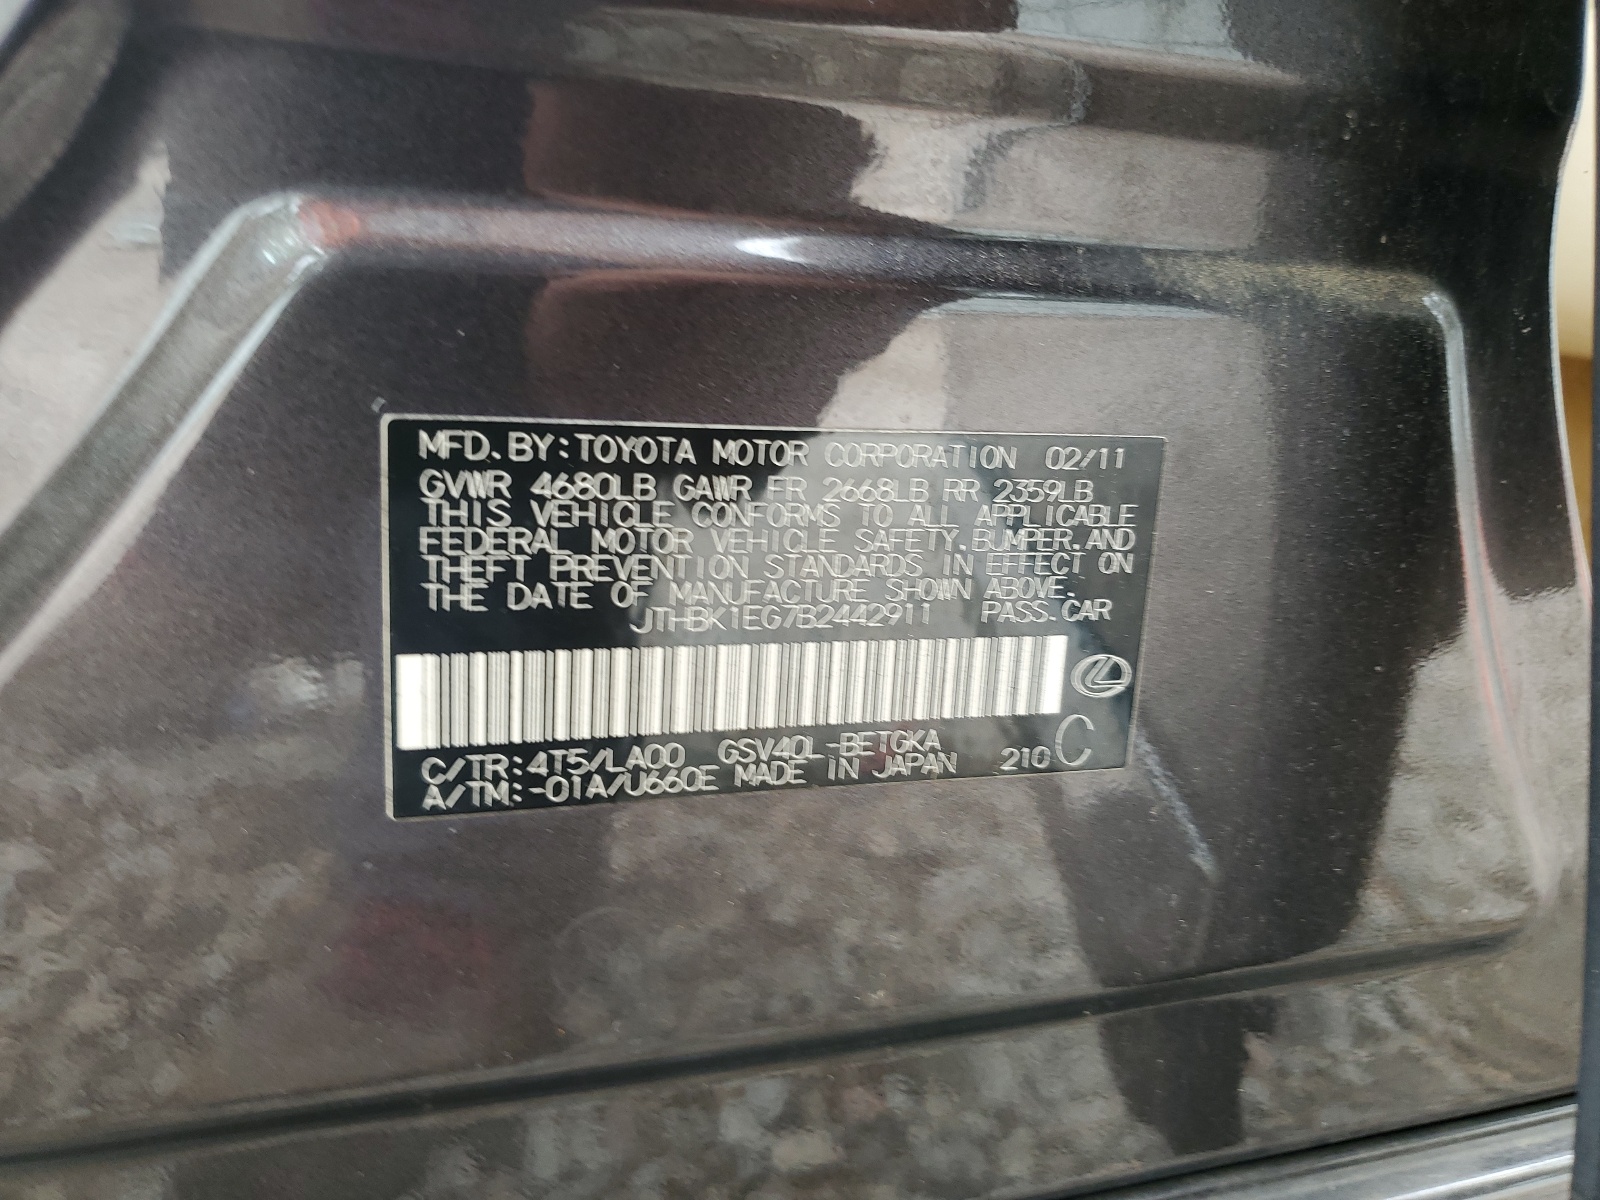 MFD. BY: TOYOTA MOTOR CORPORATION 02/11
GVWR 4680LB GAWR FR 2668LB RR 2359LB
THIS VEHICLE CONFORMS TO ALL APPLICABLE
FEDERAL MOTOR VEHICLE SAFETY, BUMPER, AND
THEFT PREVENTION STANDARDS IN EFFECT ON
THE DATE OF MANUFACTURE SHOWN ABOVE.
JTHBK1EG7B2442911 PASS. CAR
C/TR: 4T5/LA00 GSV40L-BETGKA
A/TM: -01A/U660E MADE IN JAPAN 210 C